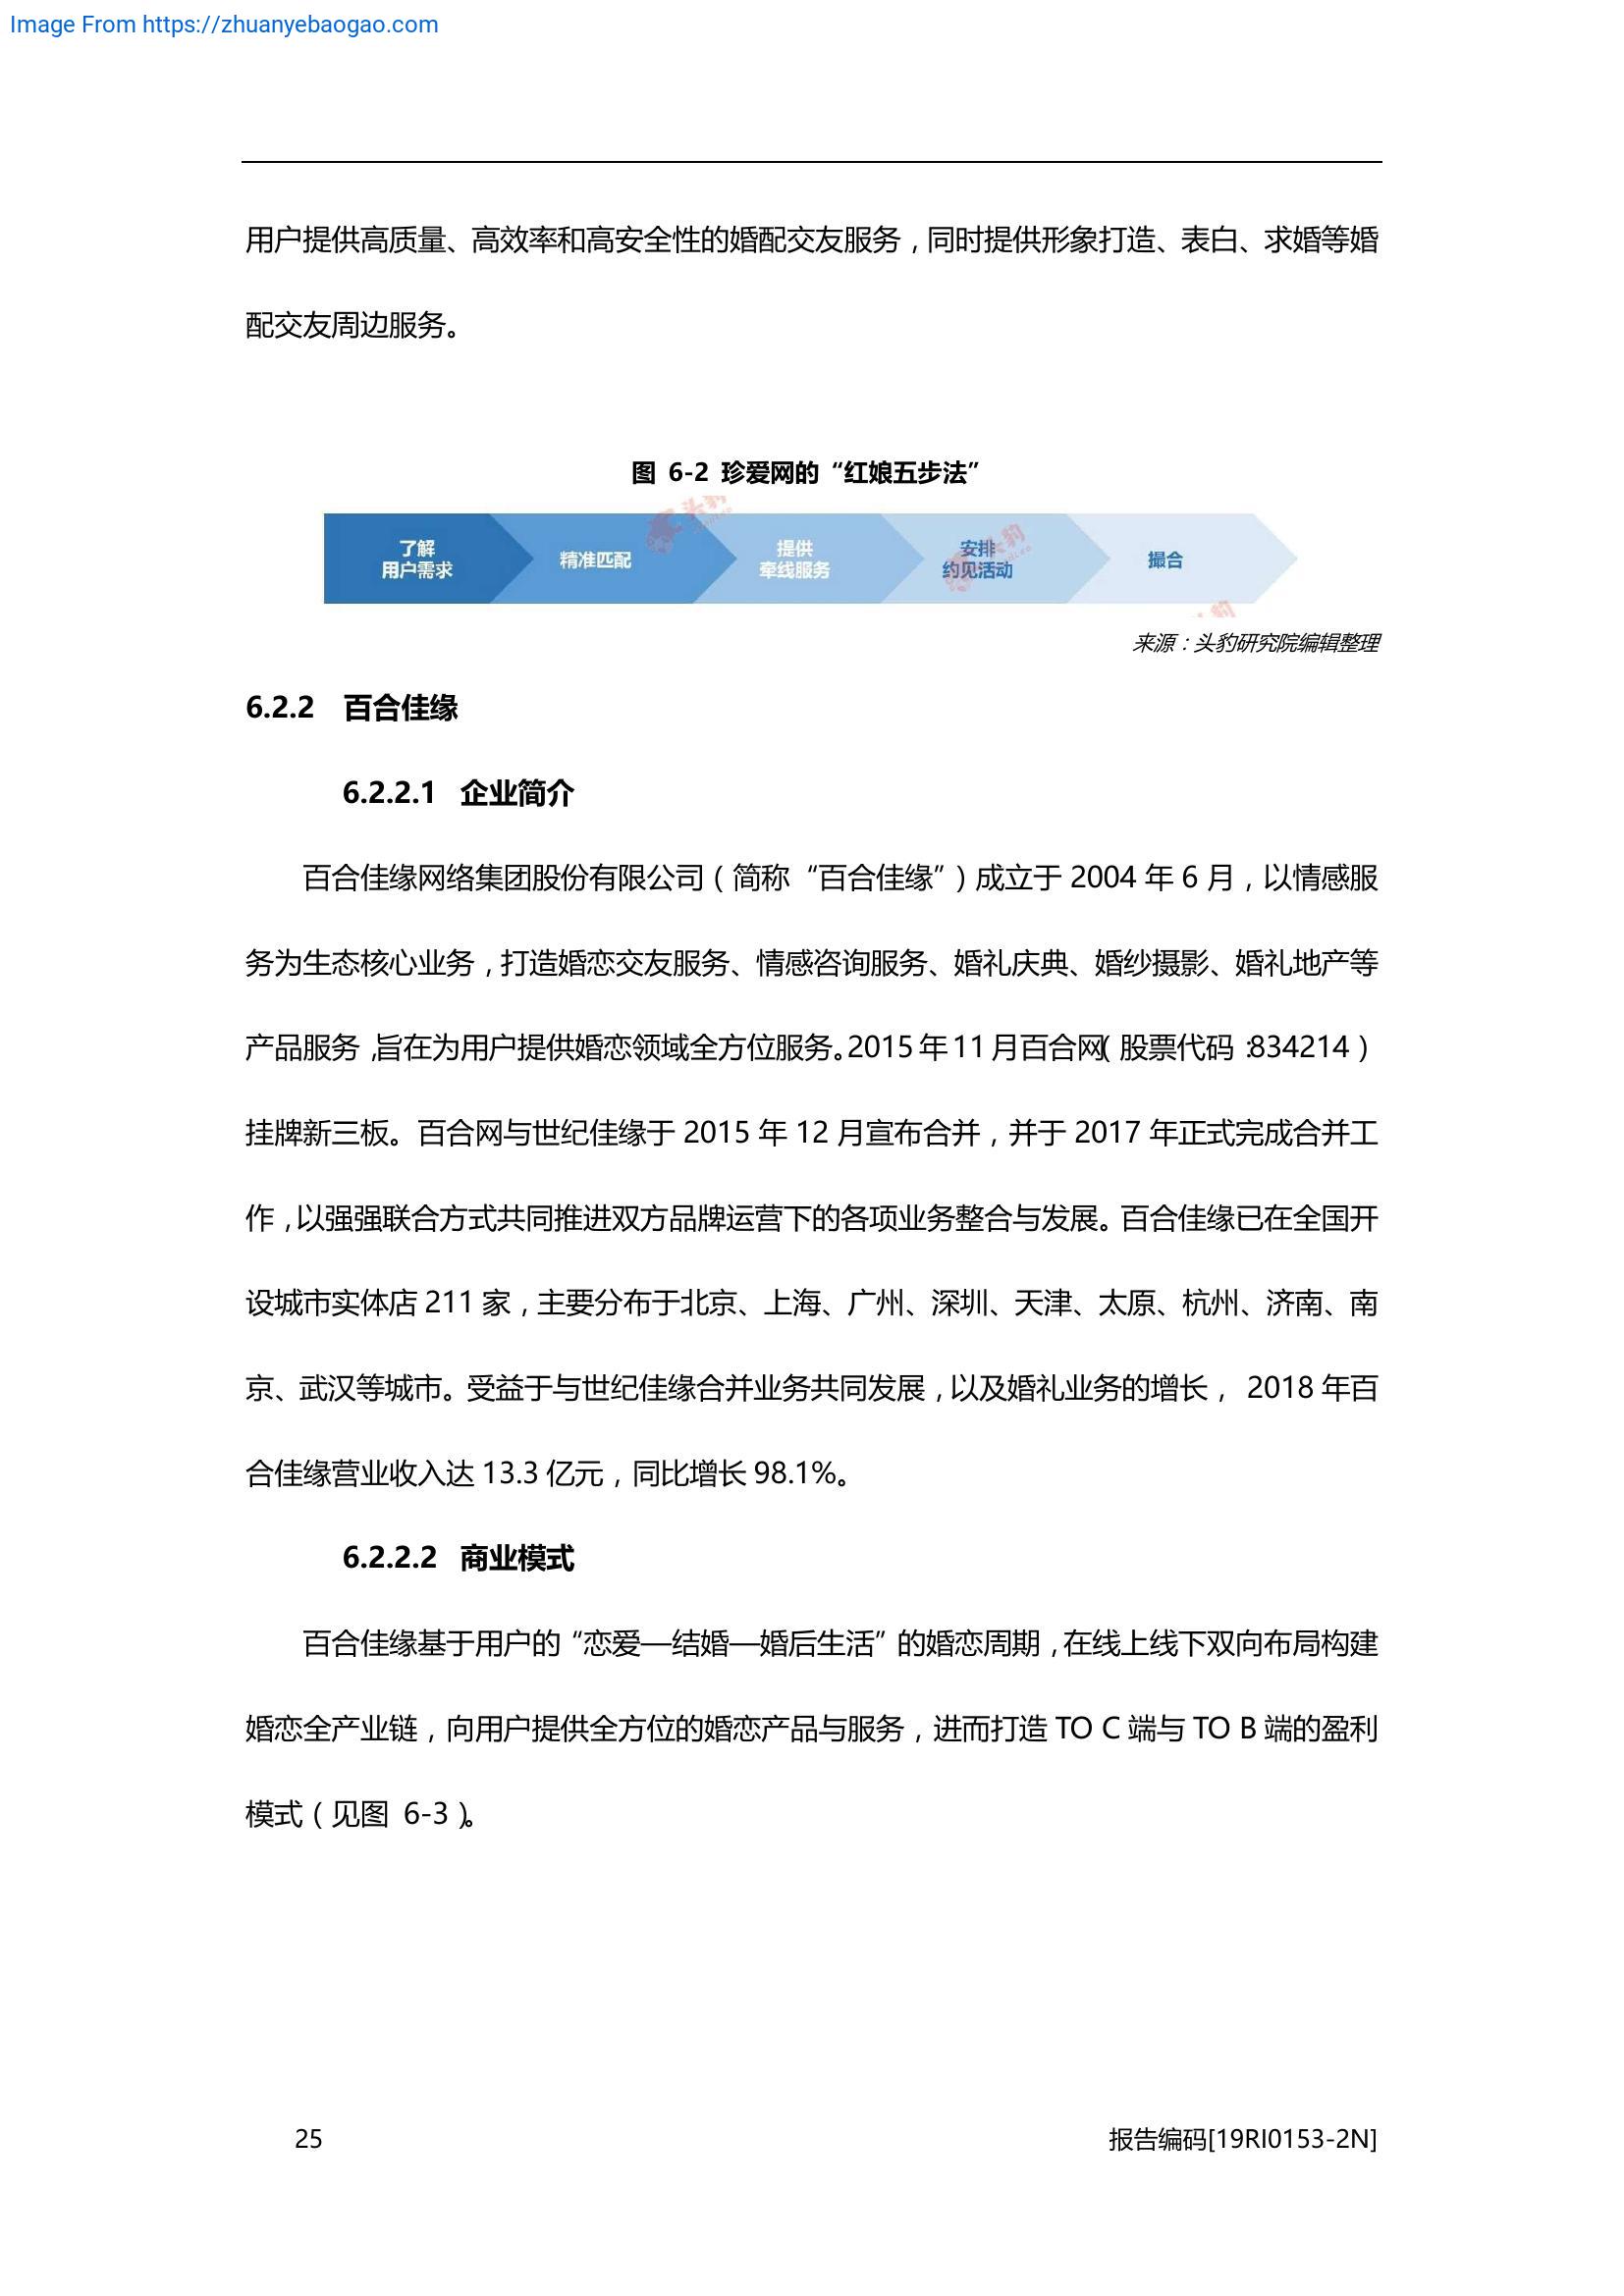 Image From https://zhuanyebaogao.com
用户提供高质量、高效率和高安全性的婚配交友服务，同时提供形象打造、表白、求婚等婚
配交友周边服务。
图 6-2 珍爱网的“红娘五步法”
了解
用户需求
精准匹配
提供
牵线服务
安排
约见活动
撮合
头豹
头豹
来源：头豹研究院编辑整理
6.2.2 百合佳缘
6.2.2.1 企业简介
百合佳缘网络集团股份有限公司（简称“百合佳缘”）成立于 2004 年 6 月，以情感服
务为生态核心业务，打造婚恋交友服务、情感咨询服务、婚礼庆典、婚纱摄影、婚礼地产等
产品服务，旨在为用户提供婚恋领域全方位服务。2015 年 11 月百合网（股票代码：834214）
挂牌新三板。百合网与世纪佳缘于 2015 年 12 月宣布合并，并于 2017 年正式完成合并工
作，以强强联合方式共同推进双方品牌运营下的各项业务整合与发展。百合佳缘已在全国开
设城市实体店 211 家，主要分布于北京、上海、广州、深圳、天津、太原、杭州、济南、南
京、武汉等城市。受益于与世纪佳缘合并业务共同发展，以及婚礼业务的增长， 2018 年百
合佳缘营业收入达 13.3 亿元，同比增长 98.1%。
6.2.2.2 商业模式
百合佳缘基于用户的“恋爱—结婚—婚后生活”的婚恋周期，在线上线下双向布局构建
婚恋全产业链，向用户提供全方位的婚恋产品与服务，进而打造 TO C 端与 TO B 端的盈利
模式（见图 6-3）。
25
报告编码[19RI0153-2N]